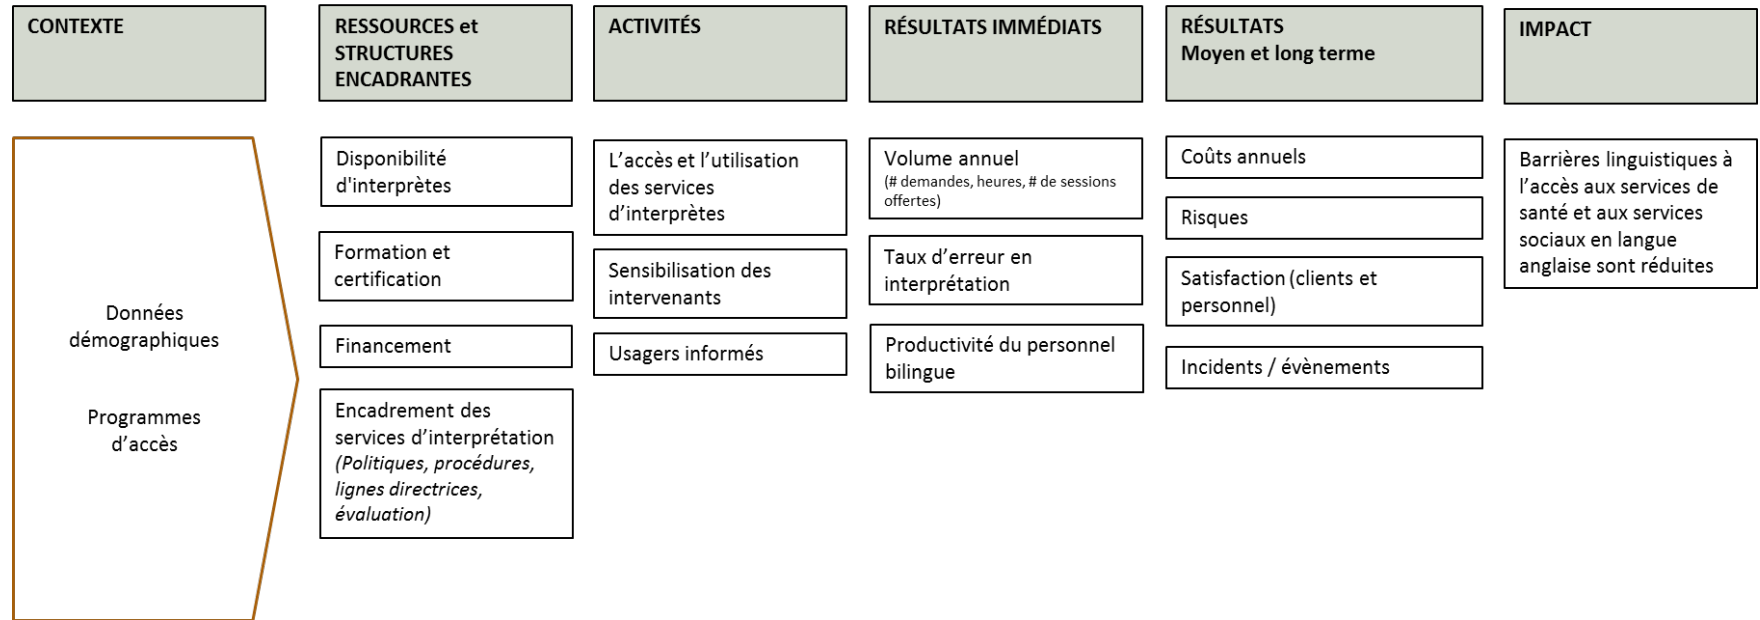 CONTEXTE
RESSOURCES et
STRUCTURES
ENCADRANTES
ACTIVITÉS
RÉSULTATS IMMÉDIATS
RÉSULTATS
Moyen et long terme
IMPACT
Données
démographiques
Programmes
d’accès
Disponibilité
d'interprètes
Formation et
certification
Financement
Encadrement des
services d’interprétation
(Politiques, procédures,
lignes directrices,
évaluation)
L’accès et l’utilisation
des services
d’interprètes
Sensibilisation des
intervenants
Usagers informés
Volume annuel
(# demandes, heures, # de sessions
offertes)
Taux d’erreur en
interprétation
Productivité du personnel
bilingue
Coûts annuels
Risques
Satisfaction (clients et
personnel)
Incidents / évènements
Barrières linguistiques à
l’accès aux services de
santé et aux services
sociaux en langue
anglaise sont réduites